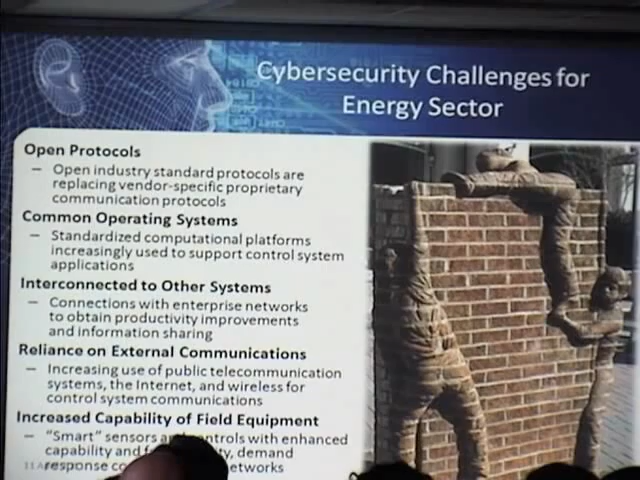 Cybersecurity Challenges for
Energy Sector
Open Protocols
– Open industry standard protocols are
replacing vendor-specific proprietary
communication protocols
Common Operating Systems
– Standardized computational platforms
increasingly used to support control system
applications
Interconnected to Other Systems
– Connections with enterprise networks
to obtain productivity improvements
and information sharing
Reliance on External Communications
– Increasing use of public telecommunication
systems, the Internet, and wireless for
control system communications
Increased Capability of Field Equipment
– "Smart" sensors and controls with enhanced
capability and demand
response networks